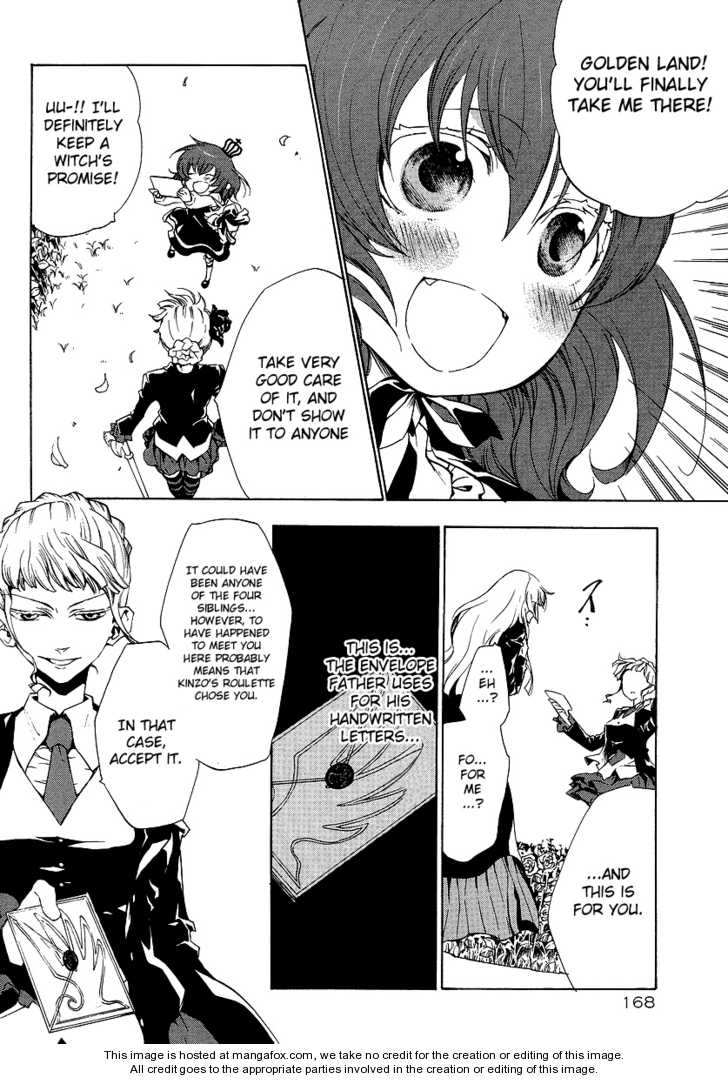 GOLDEN LAND!
YOU'LL FINALLY
TAKE ME THERE!
TAKE VERY
GOOD CARE
OF IT, AND
DON'T SHOW
IT TO ANYONE
UU-!! I'LL
DEFINITELY
KEEP A
WITCH'S
PROMISE!
ス…
...AND
THIS IS
FOR YOU.
...
EH
...?
FO...
FOR
ME
...?
THIS IS...
THE ENVELOPE
FATHER USES
FOR HIS
HANDWRITTEN
LETTERS...
IT COULD HAVE
BEEN ANYONE
OF THE FOUR
SIBLINGS...
HOWEVER, TO
HAVE HAPPENED
TO MEET YOU
HERE PROBABLY
MEANS THAT
KINZO'S ROULETTE
CHOSE YOU.
IN THAT
CASE,
ACCEPT IT.
168
This image is hosted at mangafox.com, we take no credit for the creation or editing of this image.
All credit goes to the appropriate parties involved in the creation or editing of this image.